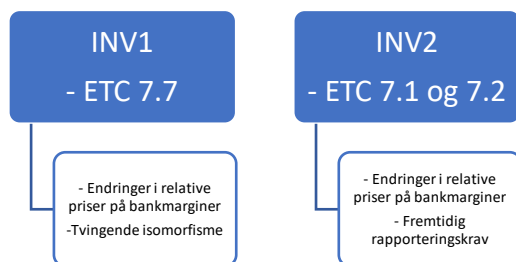 INV1
- ETC 7.7
- Endringer i relative
priser på bankmarginer
-Tvingende isomorfisme
INV2
- ETC 7.1 og 7.2
- Endringer i relative
priser på bankmarginer
- Fremtidig
rapporteringskrav